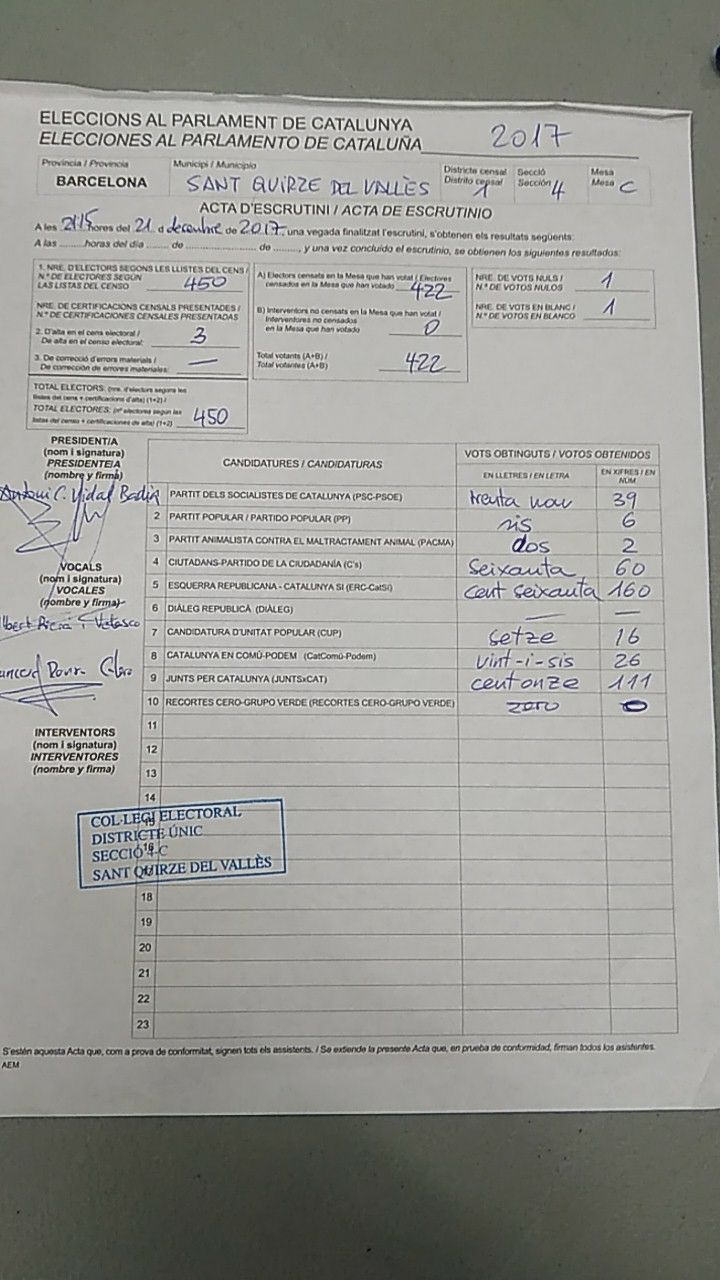 ELECCIONS AL PARLAMENT DE CATALUNYA
ELECCIONES AL PARLAMENTO DE CATALUÑA 2017
Provincia / Provincia Municipi / Municipio Districte censal Secció Mesa
Distrito censal Sección Mesa
BARCELONA SANT QUIRZE DEL VALLÈS 1 4 C
ACTA D'ESCRUTINI / ACTA DE ESCRUTINIO
A les 21'15 hores del 21 d decembre de 2017, una vegada finalitzat l'escrutini, s'obtenen els resultats següents:
A las ........ horas del día ....... de ........................ de ........, y una vez concluido el escrutinio, se obtienen los siguientes resultados:
1. NRE. D'ELECTORS SEGONS LES LLISTES DEL CENS /
N.º DE ELECTORES SEGÚN
LAS LISTAS DEL CENSO 450
NRE. DE CERTIFICACIONS CENSALS PRESENTADES /
N.º DE CERTIFICACIONES CENSALES PRESENTADAS
2. D'alta en el cens electoral /
De alta en el censo electoral: 3
3. De correcció d'errors materials /
De corrección de errores materiales: —
TOTAL ELECTORS: (nre. d'electors segons les
llistes del cens + certificacions d'alta) (1+2) /
TOTAL ELECTORES: (nº electores según las
listas del censo + certificaciones de alta) (1+2) 450
A) Electors censats en la Mesa que han votat / Electores
censados en la Mesa que han votado 422
B) Interventors no censats en la Mesa que han votat /
Interventores no censados
en la Mesa que han votado 0
Total votants (A+B) /
Total votantes (A+B) 422
NRE. DE VOTS NULS /
N.º DE VOTOS NULOS 1
NRE. DE VOTS EN BLANC /
N.º DE VOTOS EN BLANCO 1
PRESIDENT/A
(nom i signatura)
PRESIDENTE/A
(nombre y firma)
Antoni C. Vidal Badia
VOCALS
(nom i signatura)
VOCALES
(nombre y firma)
INTERVENTORS
(nom i signatura)
INTERVENTORES
(nombre y firma)
CANDIDATURES / CANDIDATURAS VOTS OBTINGUTS / VOTOS OBTENIDOS
EN LLETRES / EN LETRA EN XIFRES / EN NÚM
PARTIT DELS SOCIALISTES DE CATALUNYA (PSC-PSOE) trenta nou 39
2 PARTIT POPULAR / PARTIDO POPULAR (PP) sis 6
3 PARTIT ANIMALISTA CONTRA EL MALTRACTAMENT ANIMAL (PACMA) dos 2
4 CIUTADANS-PARTIDO DE LA CIUDADANÍA (C's) Seixanta 60
5 ESQUERRA REPUBLICANA - CATALUNYA SÍ (ERC-CatSí) cent seixanta 160
6 DIÀLEG REPUBLICÀ (DIÀLEG) — —
7 CANDIDATURA D'UNITAT POPULAR (CUP) setze 16
8 CATALUNYA EN COMÚ-PODEM (CatComú-Podem) vint-i-sis 26
9 JUNTS PER CATALUNYA (JUNTSxCAT) centonze 111
10 RECORTES CERO-GRUPO VERDE (RECORTES CERO-GRUPO VERDE) zero 0
11
12
13
14
15
16
17
COL·LEGI ELECTORAL
DISTRICTE ÚNIC
SECCIÓ 4-C
SANT QUIRZE DEL VALLÈS
18
19
20
21
22
23
S'estén aquesta Acta que, com a prova de conformitat, signen tots els assistents. / Se extiende la presente Acta que, en prueba de conformidad, firman todos los asistentes.
AEM